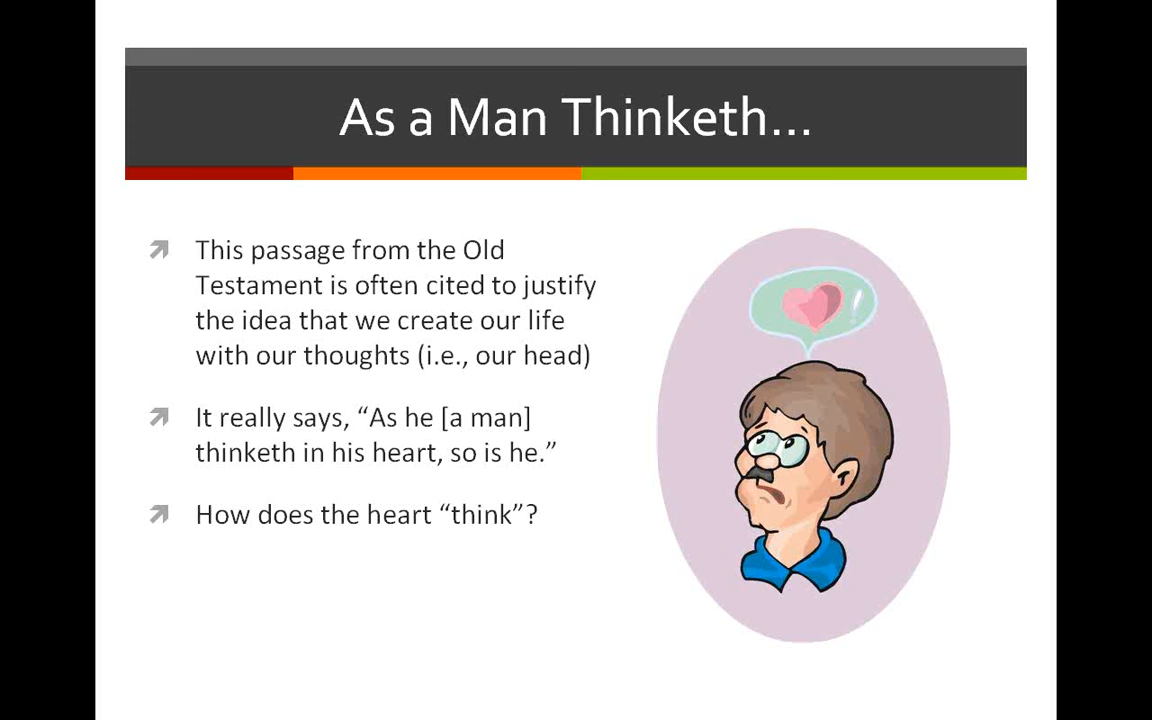 As a Man Thinketh...
This passage from the Old
Testament is often cited to justify
the idea that we create our life
with our thoughts (i.e., our head)
It really says, “As he [a man]
thinketh in his heart, so is he.”
How does the heart “think”?
!